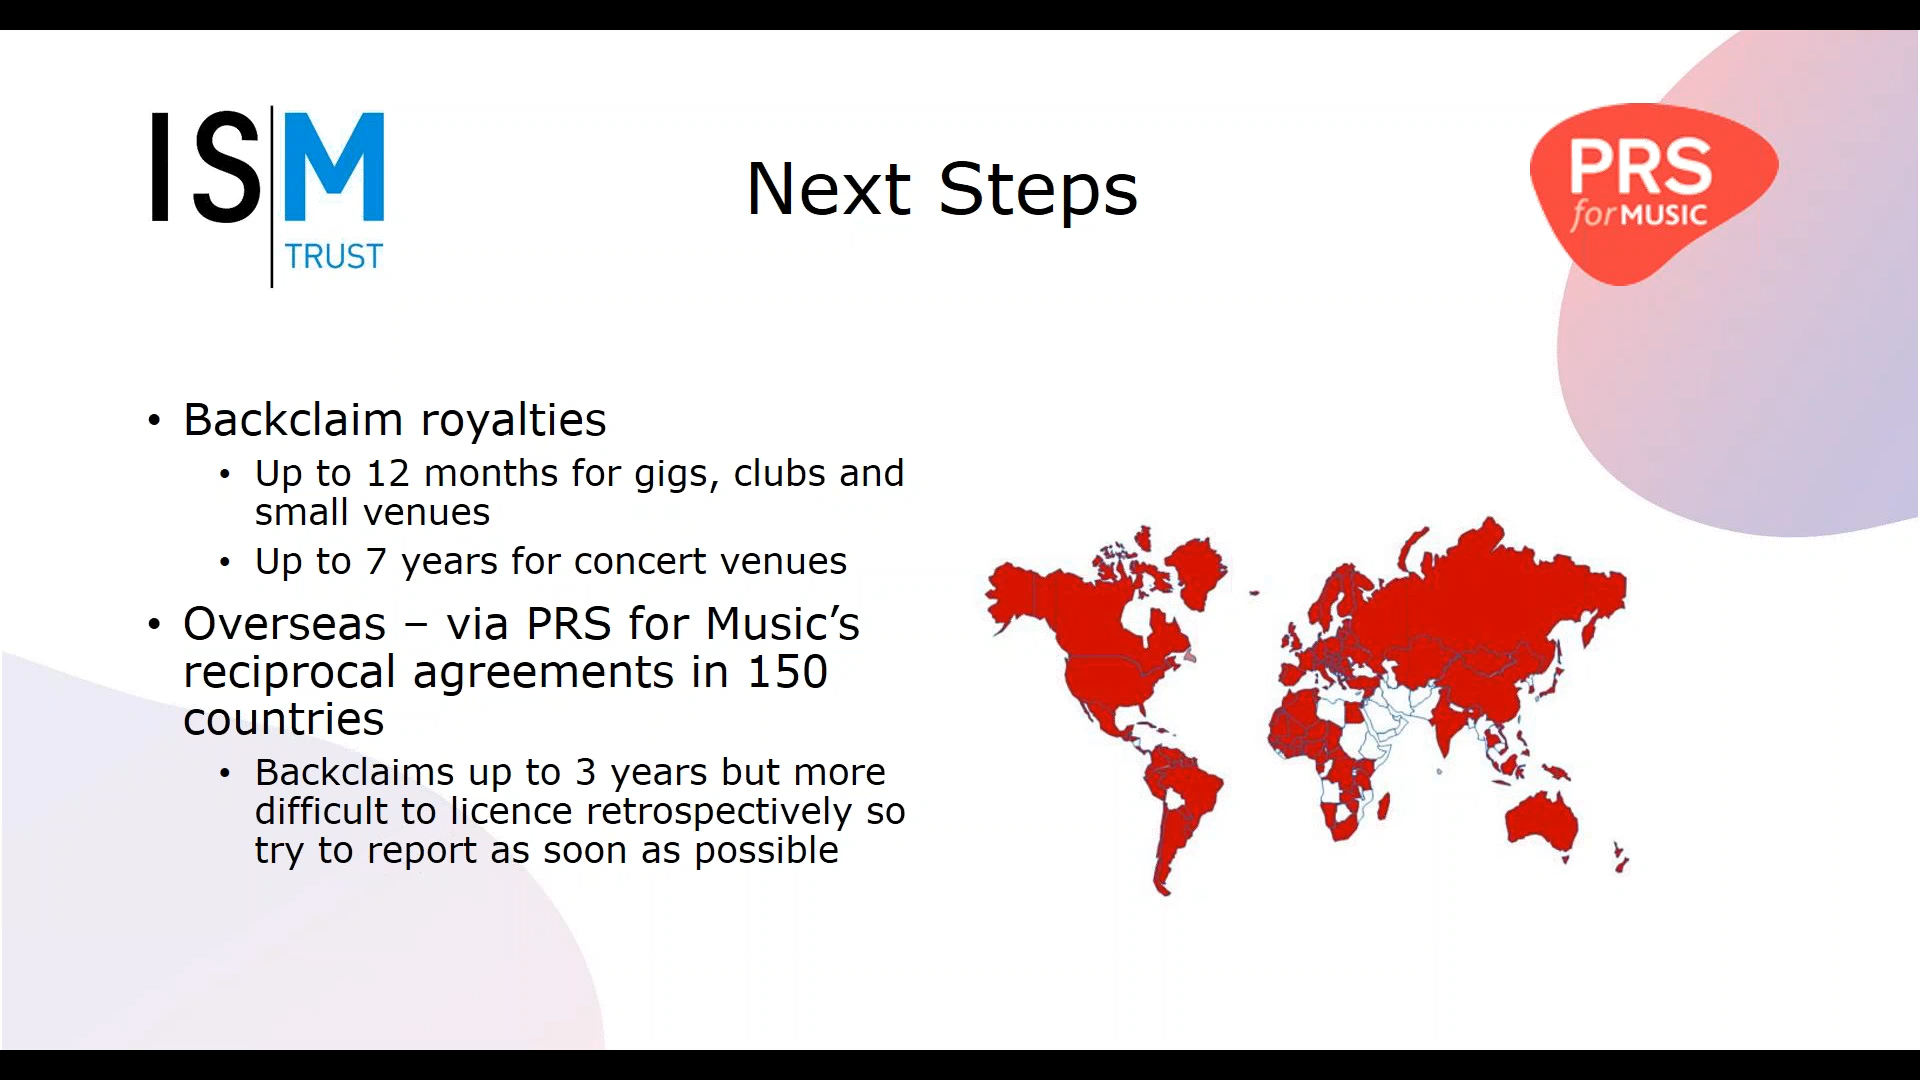 ISM
TRUST
Next Steps
PRS
for MUSIC
• Backclaim royalties
• Up to 12 months for gigs, clubs and
small venues
• Up to 7 years for concert venues
• Overseas – via PRS for Music’s
reciprocal agreements in 150
countries
• Backclaims up to 3 years but more
difficult to licence retrospectively so
try to report as soon as possible